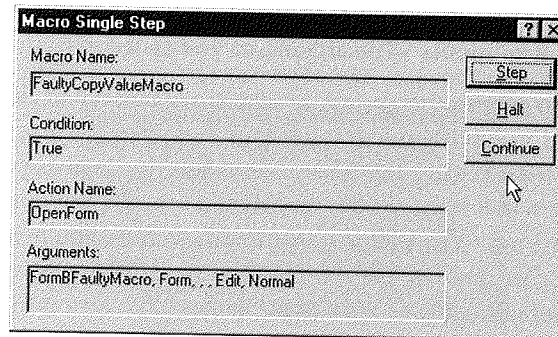 Macro Single Step
Macro Name:
FaultyCopyValueMacro
Condition:
True
Action Name:
OpenForm
Arguments:
FormBFaultyMacro, Form, , , Edit, Normal
Step
Halt
Continue